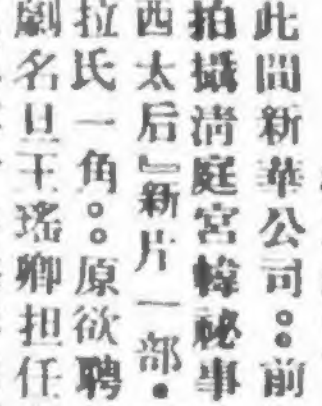 此間新華公司。。前
拍攝清庭宮幃祕事
西太后』新片一部•
拉氏一角。。原欲聘
劇名旦王瑤卿担任